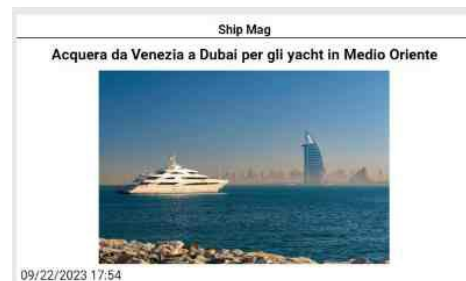 Ship Mag
Acquera da Venezia a Dubai per gli yacht in Medio Oriente
09/22/2023 17:54